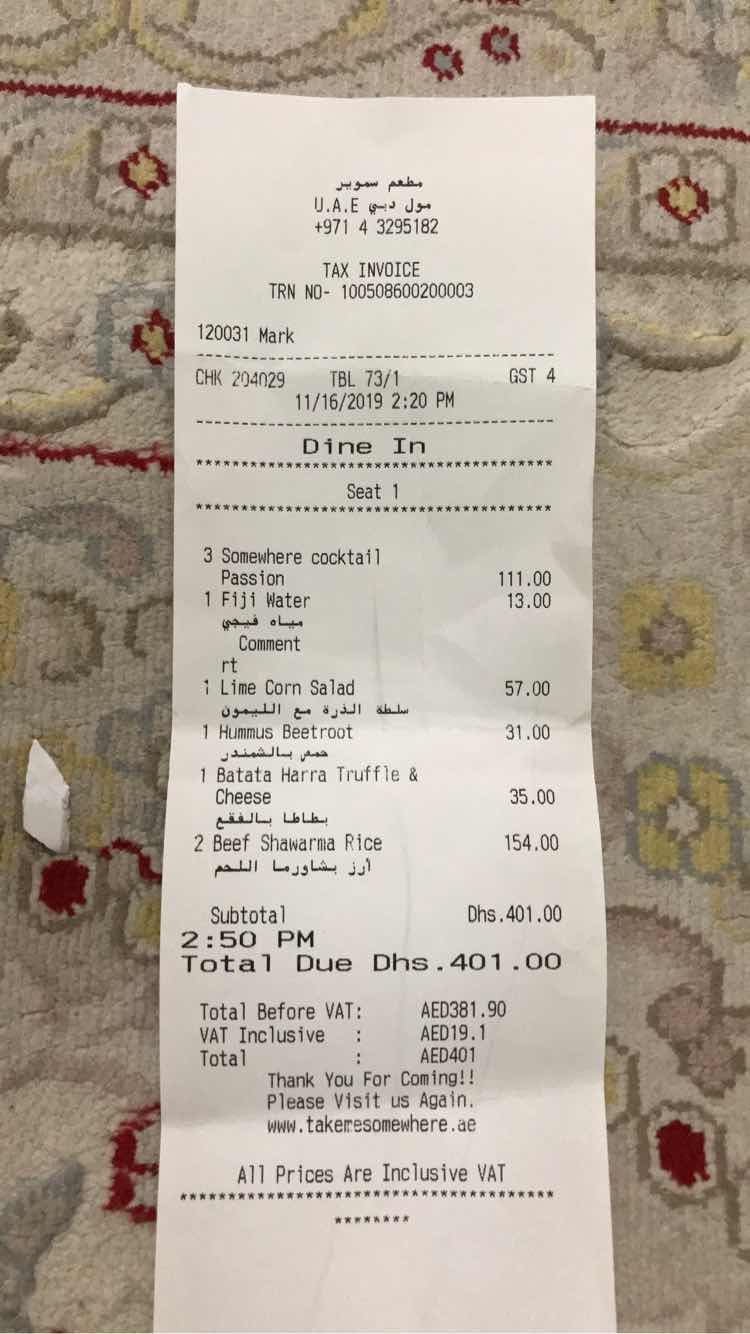 مطعم سموير
مول دبي U.A.E
+971 4 3295182
TAX INVOICE
TRN NO- 100508600200003
120031 Mark
--------------------------------------
CHK 204029 TBL 73/1 GST 4
11/16/2019 2:20 PM
--------------------------------------
Dine In
****************************************
Seat 1
****************************************
3 Somewhere cocktail
Passion 111.00
1 Fiji Water 13.00
مياه فيجي
Comment
rt
1 Lime Corn Salad 57.00
سلطة الذرة مع الليمون
1 Hummus Beetroot 31.00
حمص بالشمندر
1 Batata Harra Truffle &
Cheese 35.00
بطاطا بالفقع
2 Beef Shawarma Rice 154.00
أرز بشاورما اللحم
Subtotal Dhs.401.00
2:50 PM
Total Due Dhs.401.00
Total Before VAT: AED381.90
VAT Inclusive : AED19.1
Total : AED401
Thank You For Coming!!
Please Visit us Again.
www.takemesomewhere.ae
All Prices Are Inclusive VAT
******************************************
********